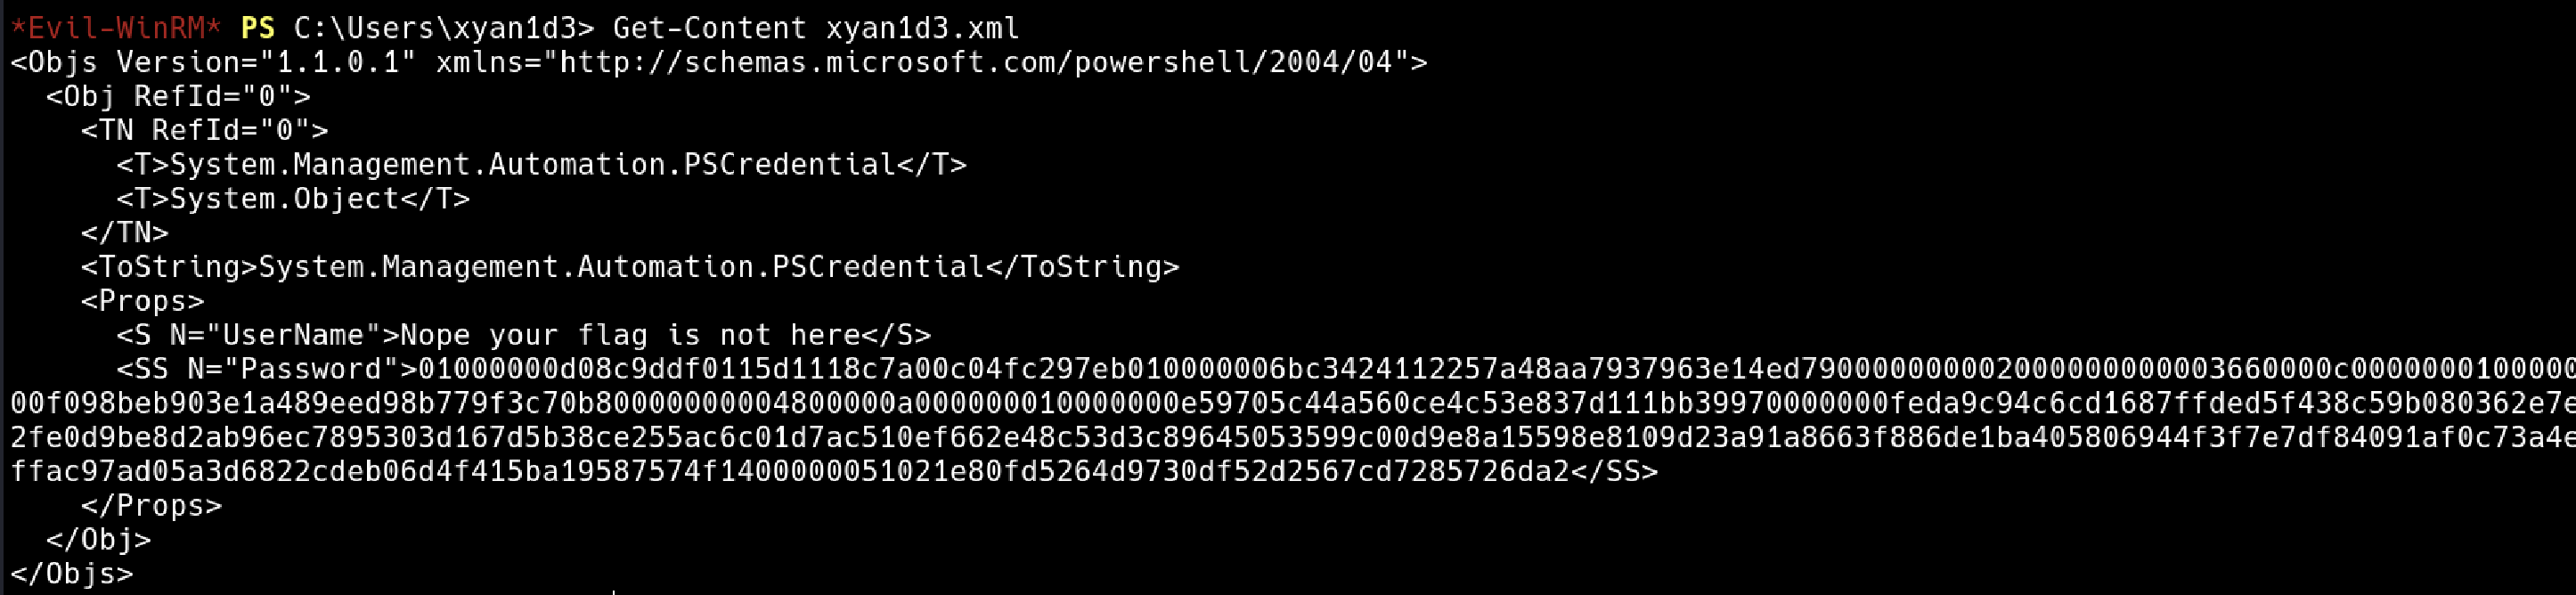 *Evil-WinRM* PS C:\Users\xyan1d3> Get-Content xyan1d3.xml
<Objs Version="1.1.0.1" xmlns="http://schemas.microsoft.com/powershell/2004/04">
  <Obj RefId="0">
    <TN RefId="0">
      <T>System.Management.Automation.PSCredential</T>
      <T>System.Object</T>
    </TN>
    <ToString>System.Management.Automation.PSCredential</ToString>
    <Props>
      <S N="UserName">Nope your flag is not here</S>
      <SS N="Password">01000000d08c9ddf0115d1118c7a00c04fc297eb010000006bc3424112257a48aa7937963e14ed790000000002000000000003660000c000000010000
00f098beb903e1a489eed98b779f3c70b80000000004800000a000000010000000e59705c44a560ce4c53e837d111bb39970000000feda9c94c6cd1687ffded5f438c59b080362e7e
2fe0d9be8d2ab96ec7895303d167d5b38ce255ac6c01d7ac510ef662e48c53d3c89645053599c00d9e8a15598e8109d23a91a8663f886de1ba405806944f3f7e7df84091af0c73a4e
ffac97ad05a3d6822cdeb06d4f415ba19587574f1400000051021e80fd5264d9730df52d2567cd7285726da2</SS>
    </Props>
  </Obj>
</Objs>